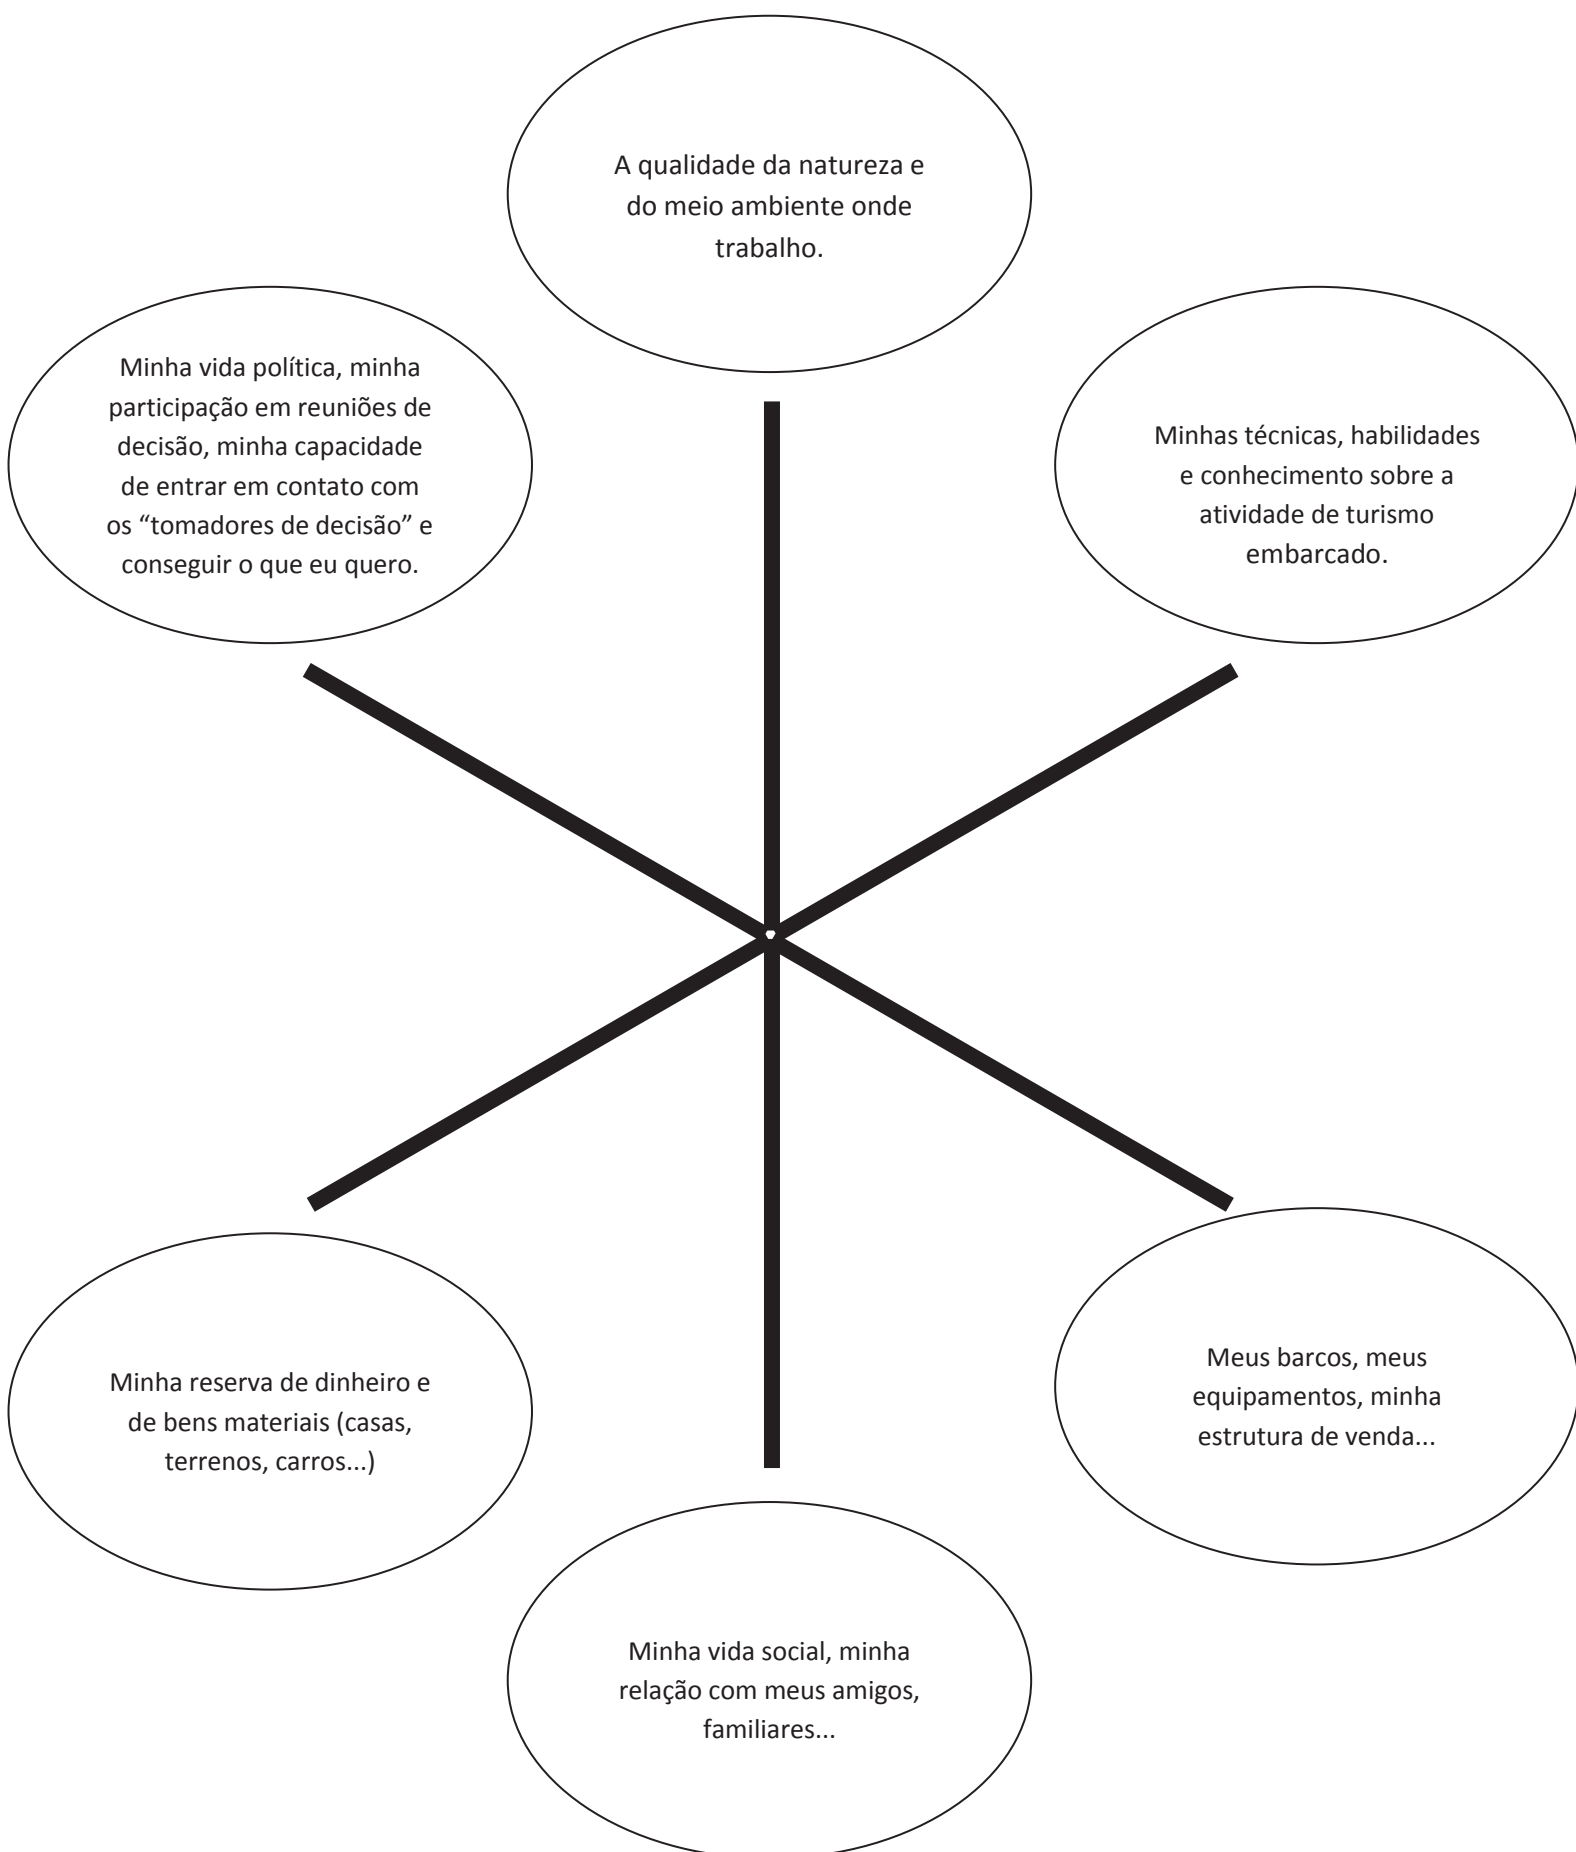 A qualidade da natureza e
do meio ambiente onde
trabalho.
Minha vida política, minha
participação em reuniões de
decisão, minha capacidade
de entrar em contato com
os “tomadores de decisão” e
conseguir o que eu quero.
Minhas técnicas, habilidades
e conhecimento sobre a
atividade de turismo
embarcado.
Minha reserva de dinheiro e
de bens materiais (casas,
terrenos, carros...)
Meus barcos, meus
equipamentos, minha
estrutura de venda...
Minha vida social, minha
relação com meus amigos,
familiares...